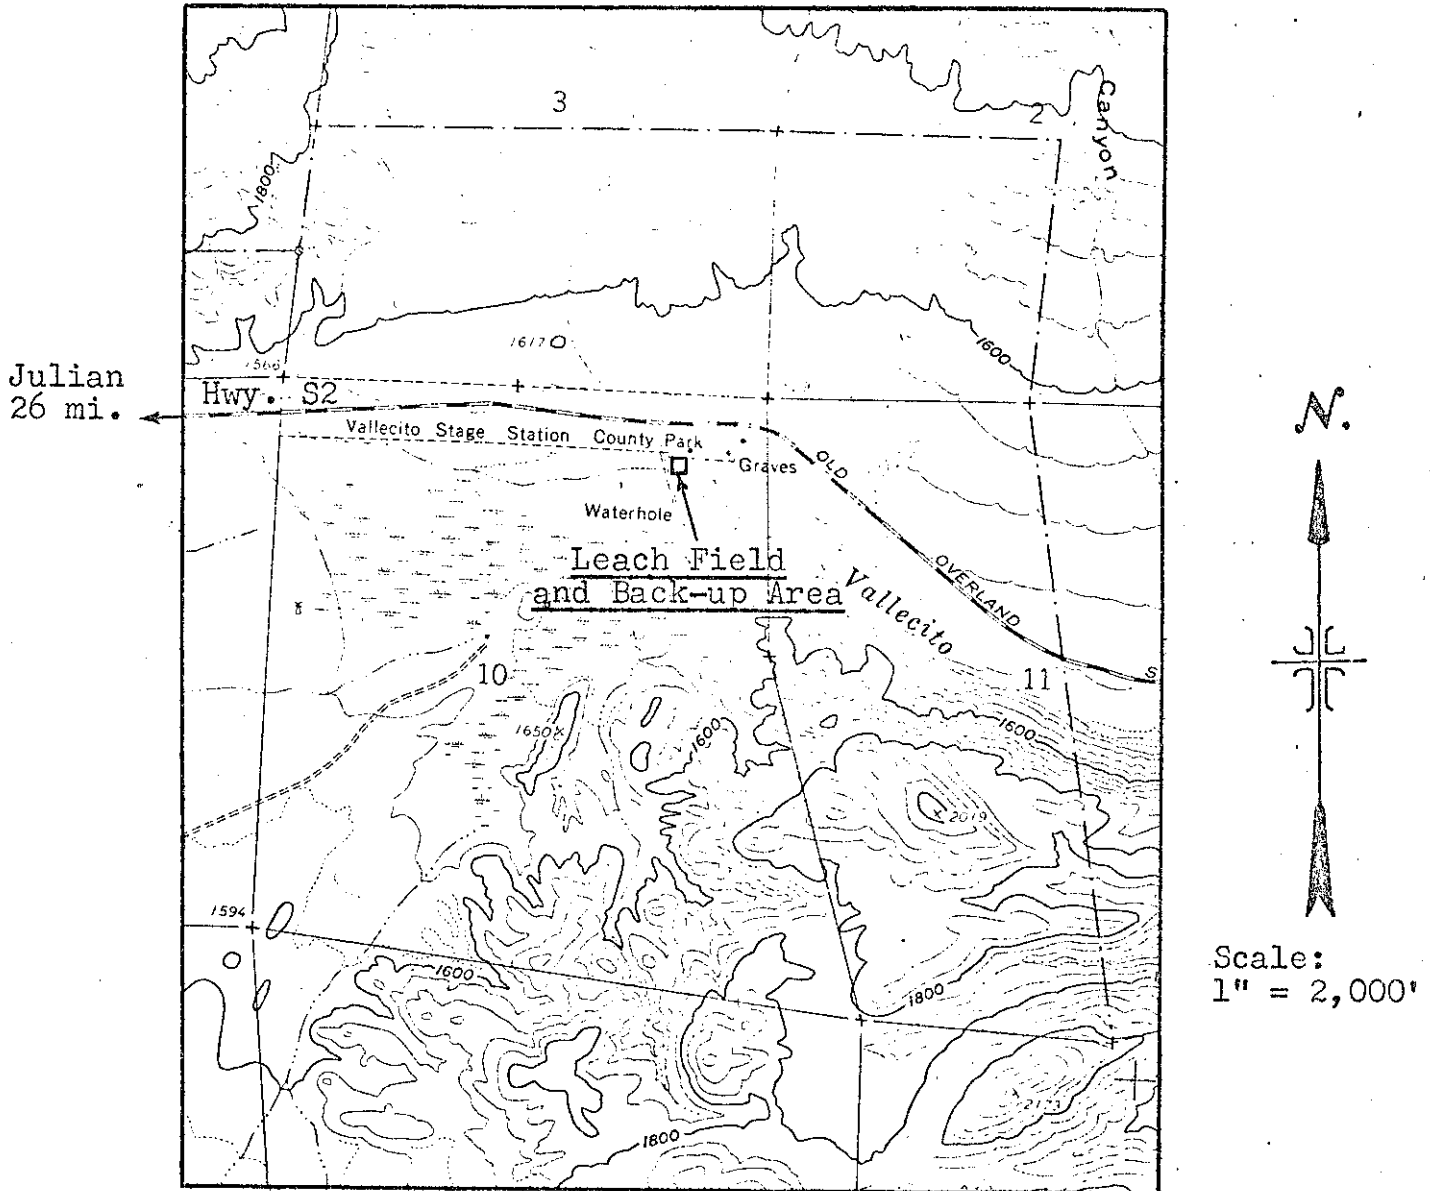 3
2
Canyon
1800
1617
1600
1566
Julian
26 mi.
Hwy. S2
N.
Vallecito Stage Station County Park
Graves
OLD
Waterhole
Leach Field
and Back-up Area
OVERLAND
Vallecito
S
10
11
1650
1600
1600
2019
1594
1600
1800
Scale:
1" = 2,000'
1800